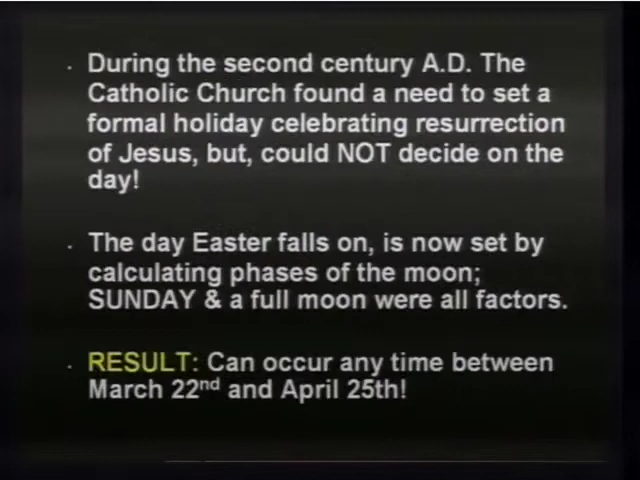 · During the second century A.D. The
Catholic Church found a need to set a
formal holiday celebrating resurrection
of Jesus, but, could NOT decide on the
day!
· The day Easter falls on, is now set by
calculating phases of the moon;
SUNDAY & a full moon were all factors.
· RESULT: Can occur any time between
March 22nd and April 25th!